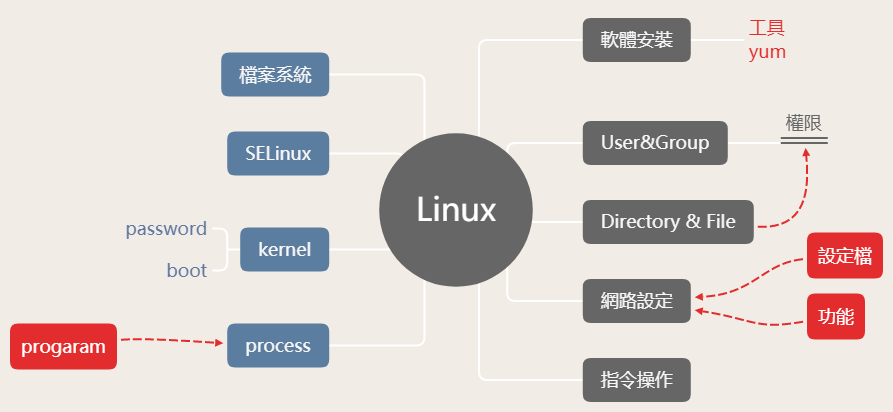 Linux
軟體安裝
工具
yum
User&Group
權限
Directory & File
網路設定
設定檔
功能
指令操作
檔案系統
SELinux
kernel
password
boot
process
progaram